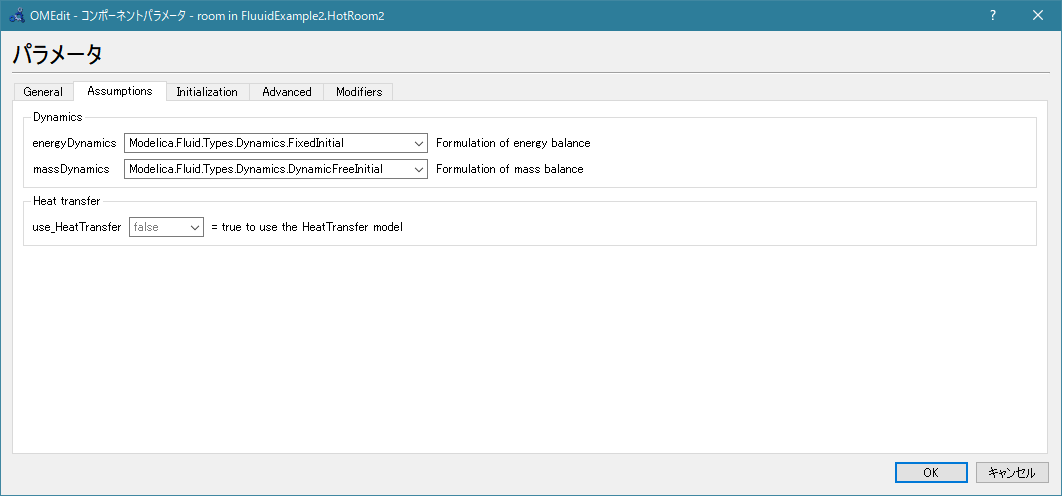 OMEdit - コンポーネントパラメータ - room in FluuidExample2.HotRoom2
?
パラメータ
General Assumptions Initialization Advanced Modifiers
Dynamics
energyDynamics Modelica.Fluid.Types.Dynamics.FixedInitial Formulation of energy balance
massDynamics Modelica.Fluid.Types.Dynamics.DynamicFreeInitial Formulation of mass balance
Heat transfer
use_HeatTransfer false = true to use the HeatTransfer model
OK キャンセル